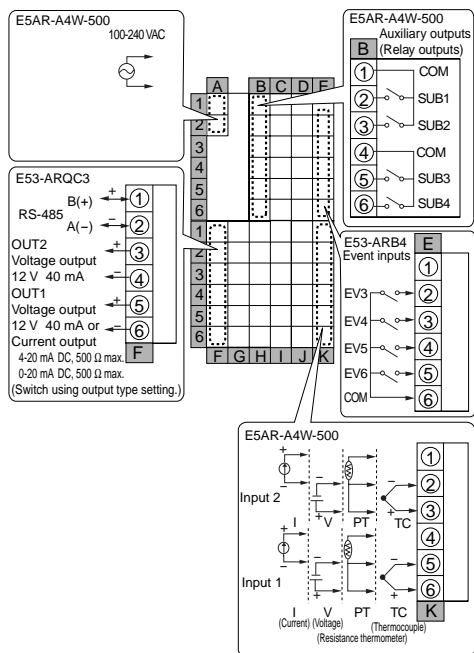 E5AR-A4W-500
100-240 VAC
E5AR-A4W-500
Auxiliary outputs
(Relay outputs)
B
1 COM
2 SUB1
3 SUB2
4 COM
5 SUB3
6 SUB4
A B C D E
1
2
3
4
5
6
1
2
3
4
5
6
F G H I J K
E53-ARQC3
B(+) + 1
RS-485
A(−) − 2
OUT2 + 3
Voltage output
12 V 40 mA − 4
OUT1 + 5
Voltage output
12 V 40 mA or − 6
Current output
4-20 mA DC, 500 Ω max.
0-20 mA DC, 500 Ω max.
(Switch using output type setting.)
F
E53-ARB4
Event inputs
E
1
EV3 2
EV4 3
EV5 4
EV6 5
COM 6
E5AR-A4W-500
1
2
3
4
5
6
K
+ − − + − +
Input 2
I V PT TC
+ − − + − +
Input 1
I V PT TC
(Current) (Voltage) (Thermocouple)
(Resistance thermometer)